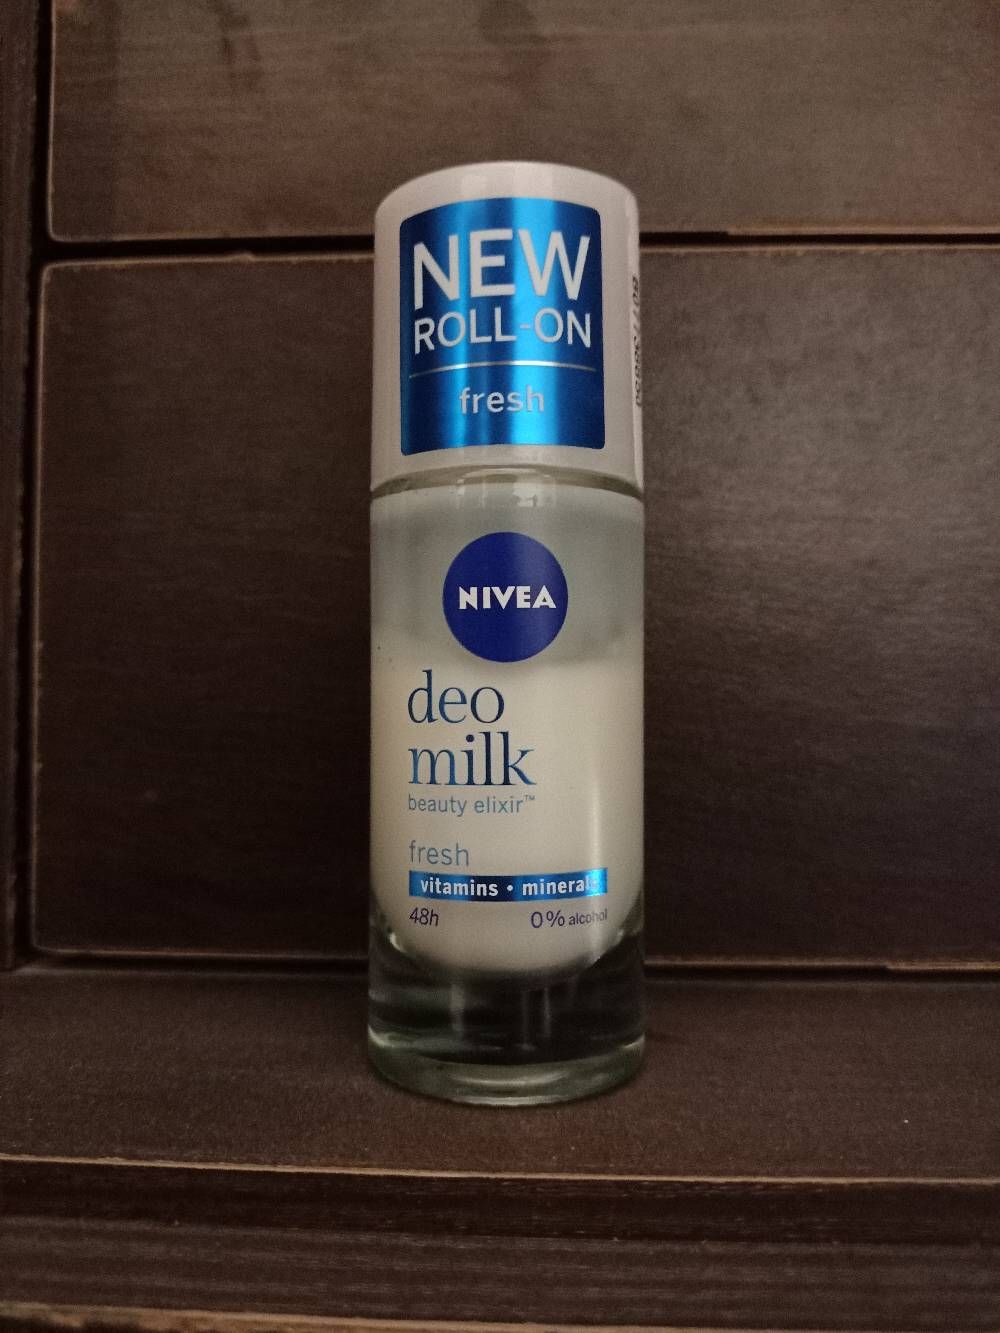 NEW
ROLL-ON
fresh
NIVEA
deo
milk
beauty elixir™
fresh
vitamins • minerals
48h
0% alcohol